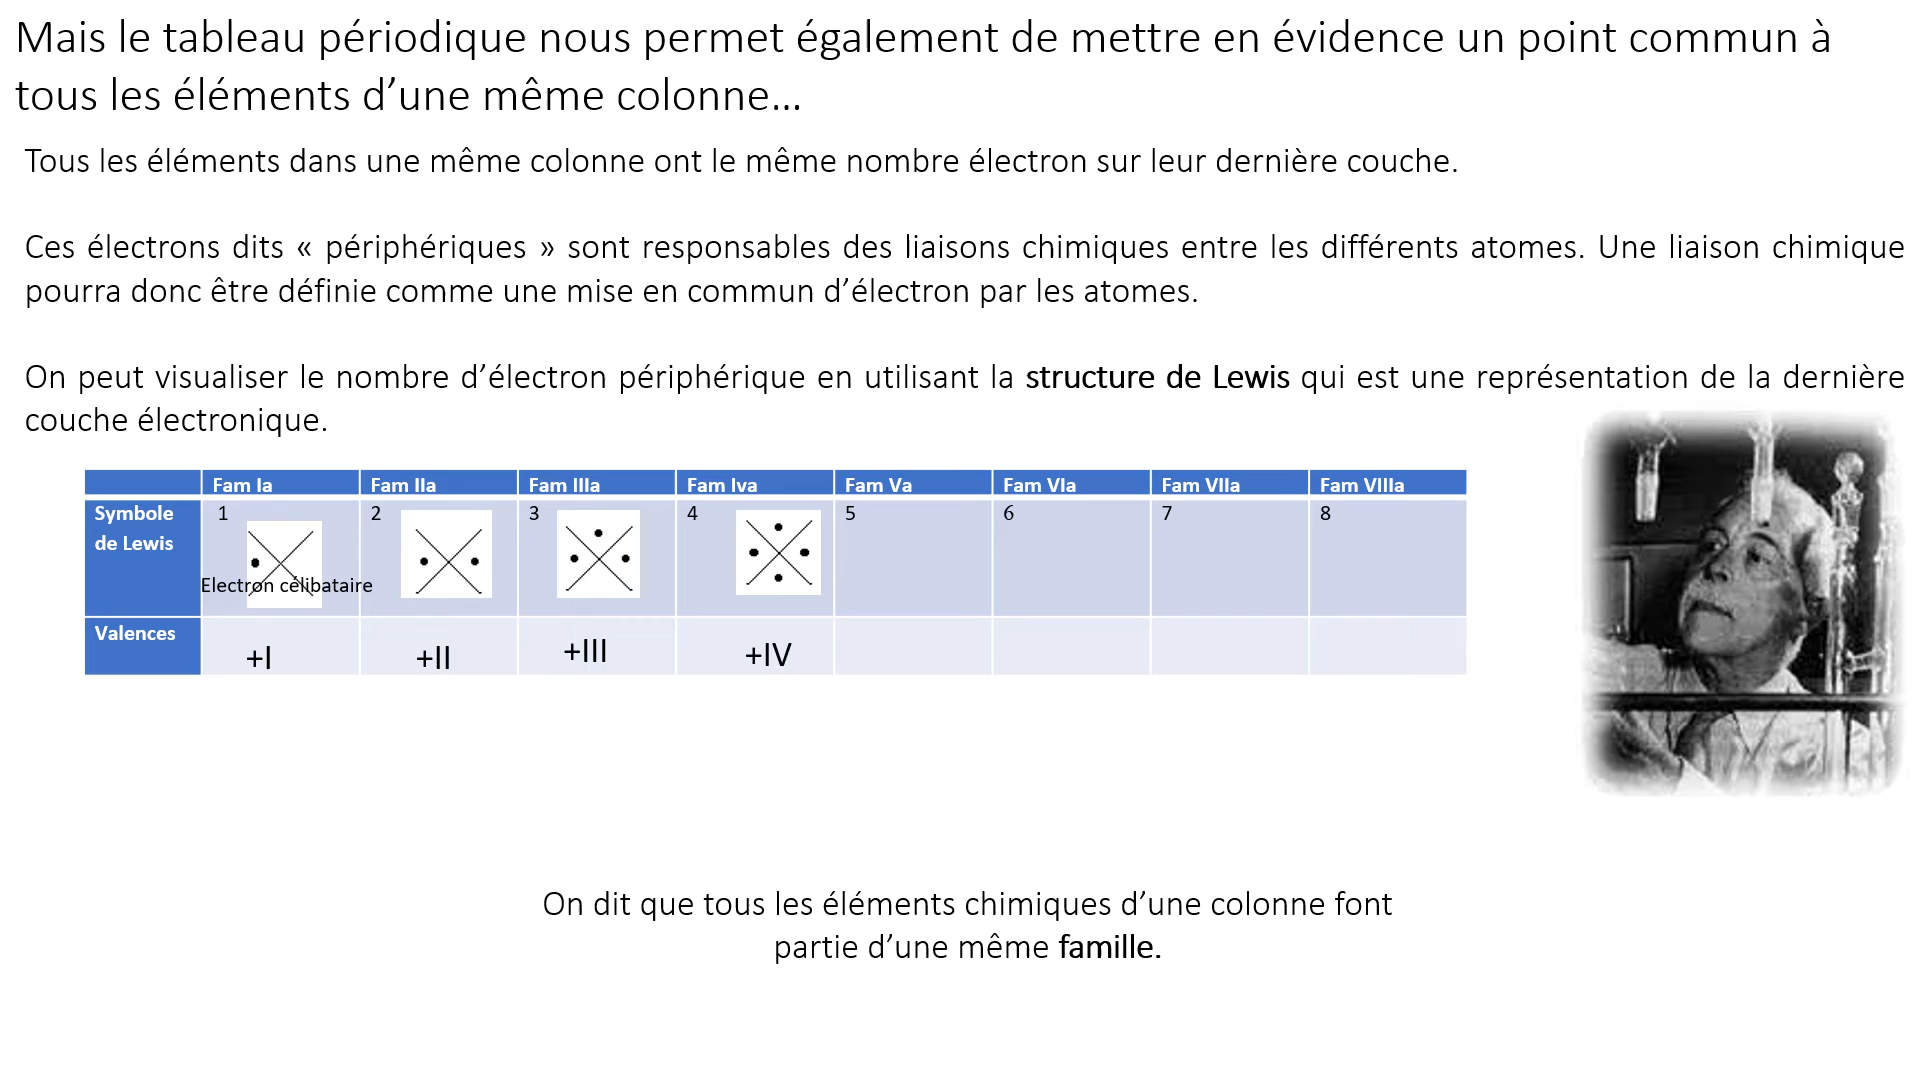 Mais le tableau périodique nous permet également de mettre en évidence un point commun à
tous les éléments d’une même colonne…
Tous les éléments dans une même colonne ont le même nombre électron sur leur dernière couche.
Ces électrons dits « périphériques » sont responsables des liaisons chimiques entre les différents atomes. Une liaison chimique
pourra donc être définie comme une mise en commun d’électron par les atomes.
On peut visualiser le nombre d’électron périphérique en utilisant la structure de Lewis qui est une représentation de la dernière
couche électronique.
Fam Ia Fam IIa Fam IIIa Fam Iva Fam Va Fam VIa Fam VIIa Fam VIIIa
Symbole 1 2 3 4 5 6 7 8
de Lewis
Electron célibataire
Valences +I +II +III +IV
On dit que tous les éléments chimiques d’une colonne font
partie d’une même famille.